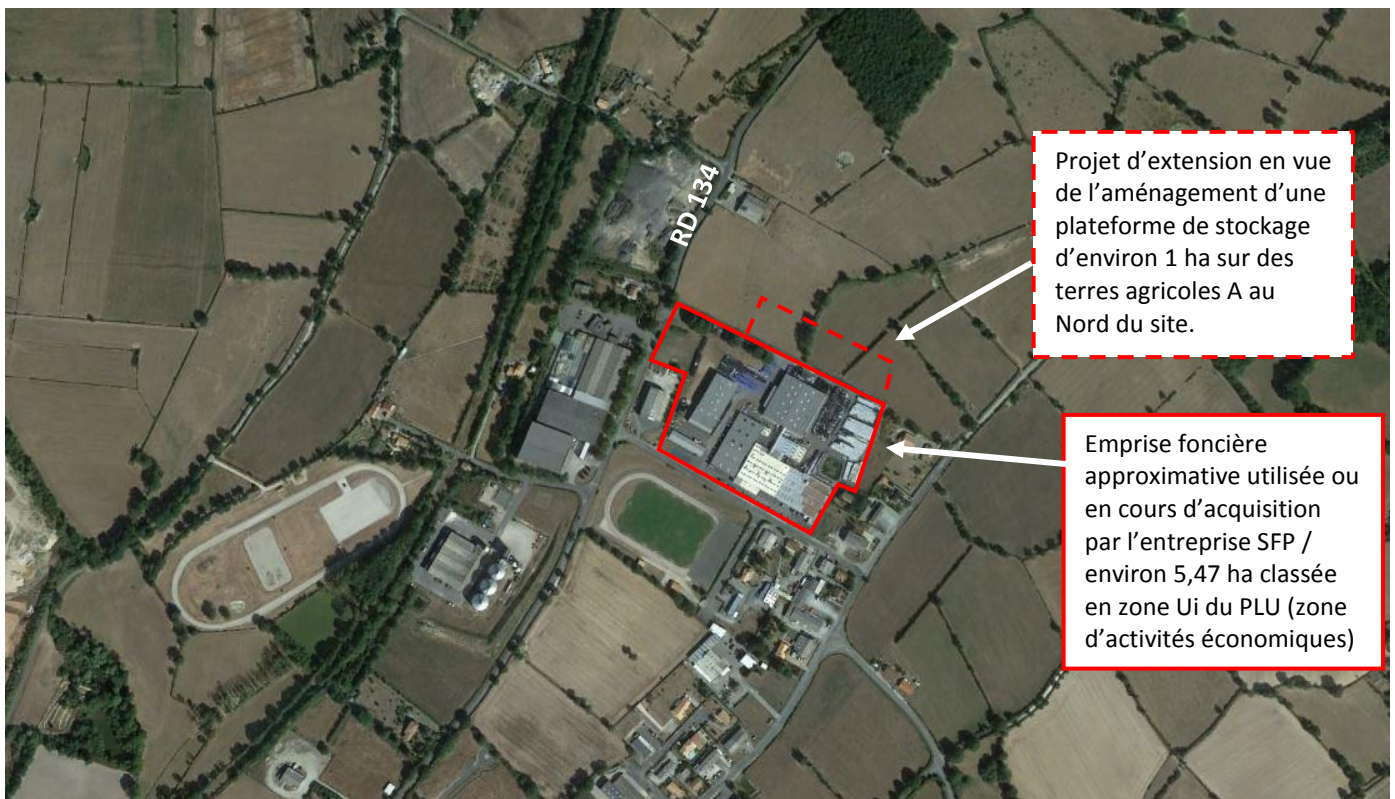 RD 134
Projet d'extension en vue
de l'aménagement d'une
plateforme de stockage
d'environ 1 ha sur des
terres agricoles A au
Nord du site.
Emprise foncière
approximative utilisée ou
en cours d'acquisition
par l'entreprise SFP /
environ 5,47 ha classée
en zone Ui du PLU (zone
d'activités économiques)